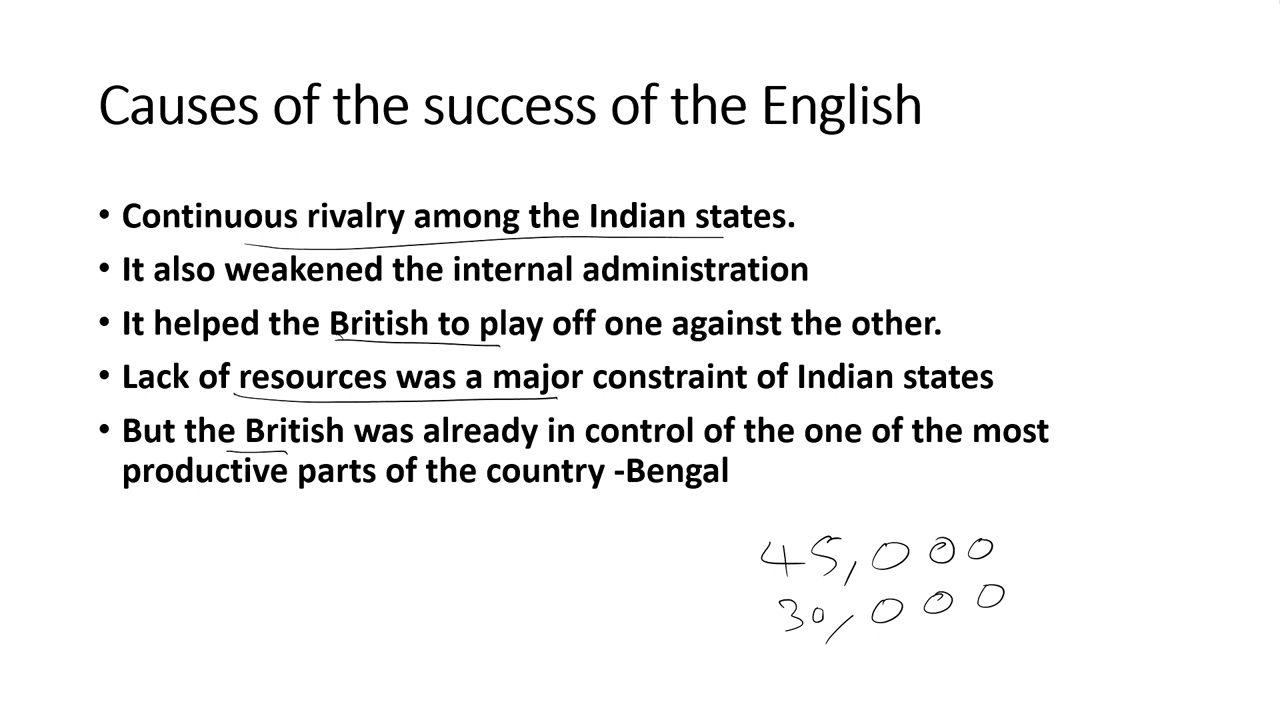 Causes of the success of the English
• Continuous rivalry among the Indian states.
• It also weakened the internal administration
• It helped the British to play off one against the other.
• Lack of resources was a major constraint of Indian states
• But the British was already in control of the one of the most
productive parts of the country -Bengal
45,000
30,000